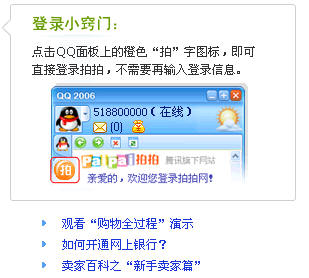 登录小窍门：
点击QQ面板上的橙色“拍”字图标，即可
直接登录拍拍，不需要再输入登录信息。
QQ 2006
518800000（在线）
(0)
拍 paipai拍拍 腾讯旗下网站
亲爱的，欢迎您登录拍拍网！
观看“购物全过程”演示
如何开通网上银行？
卖家百科之“新手卖家篇”